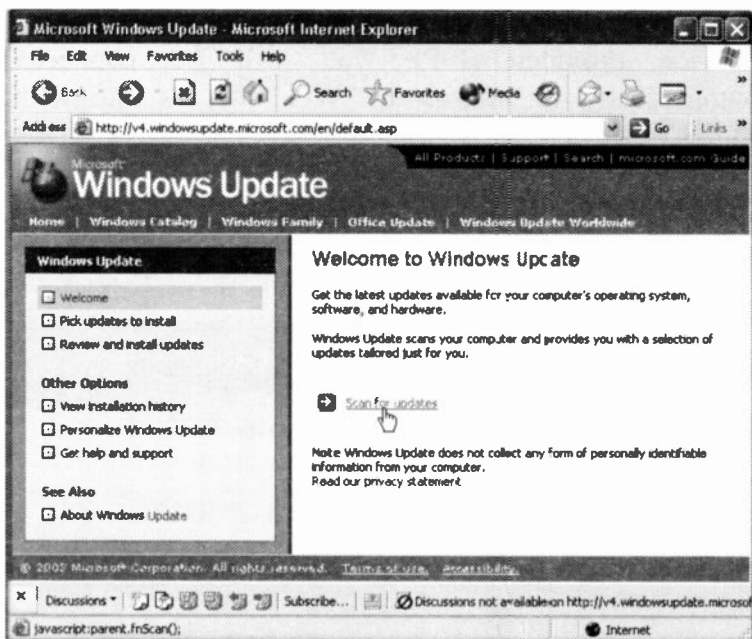 Microsoft Windows Update - Microsoft Internet Explorer
File Edit View Favorites Tools Help
Back Search Favorites Media »
Address http://v4.windowsupdate.microsoft.com/en/default.asp Go Links »
All Products | Support | Search | microsoft.com Guide
Microsoft
Windows Update
Home | Windows Catalog | Windows Family | Office Update | Windows Update Worldwide
Windows Update
Welcome
Pick updates to install
Review and install updates
Other Options
View installation history
Personalize Windows Update
Get help and support
See Also
About Windows Update
Welcome to Windows Update
Get the latest updates available for your computer's operating system,
software, and hardware.
Windows Update scans your computer and provides you with a selection of
updates tailored just for you.
Scan for updates
Note Windows Update does not collect any form of personally identifiable
information from your computer.
Read our privacy statement
© Microsoft Corporation. All rights reserved. Terms of use. Accessibility.
Discussions Subscribe... Discussions not available on http://v4.windowsupdate.microsof
javascript:parent.fnScan(); Internet